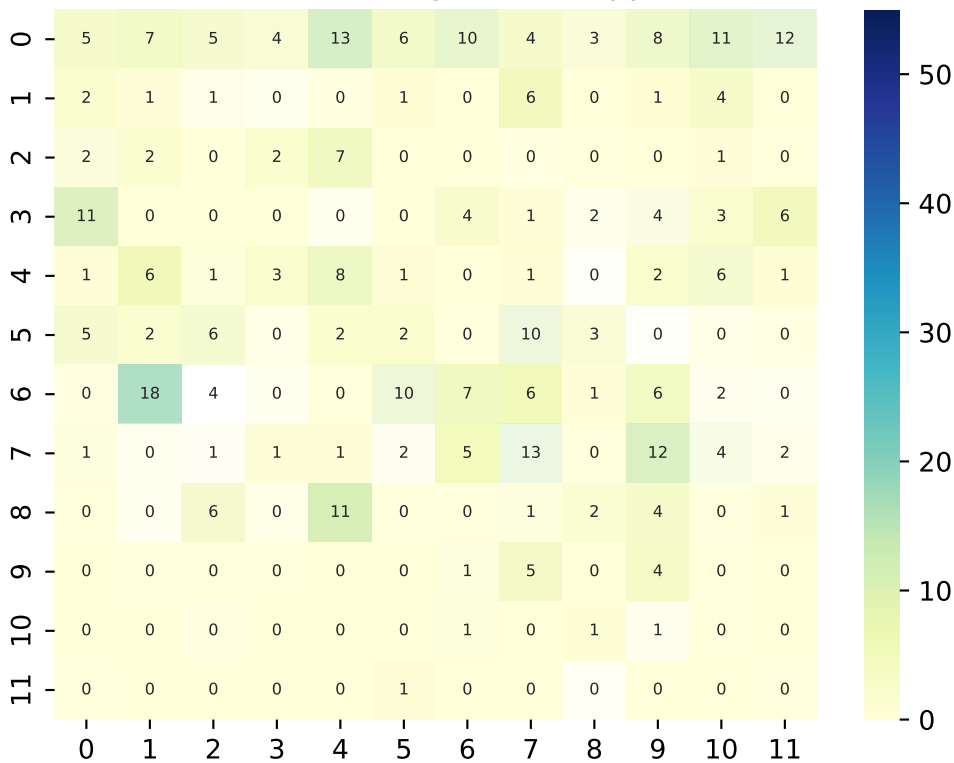 0 5 7 5 4 13 6 10 4 3 8 11 12
1 2 1 1 0 0 1 0 6 0 1 4 0
2 2 2 0 2 7 0 0 0 0 0 1 0
3 11 0 0 0 0 0 4 1 2 4 3 6
4 1 6 1 3 8 1 0 1 0 2 6 1
5 5 2 6 0 2 2 0 10 3 0 0 0
6 0 18 4 0 0 10 7 6 1 6 2 0
7 1 0 1 1 1 2 5 13 0 12 4 2
8 0 0 6 0 11 0 0 1 2 4 0 1
9 0 0 0 0 0 0 1 5 0 4 0 0
10 0 0 0 0 0 0 1 0 1 1 0 0
11 0 0 0 0 0 1 0 0 0 0 0 0
0 1 2 3 4 5 6 7 8 9 10 11
50
40
30
20
10
0